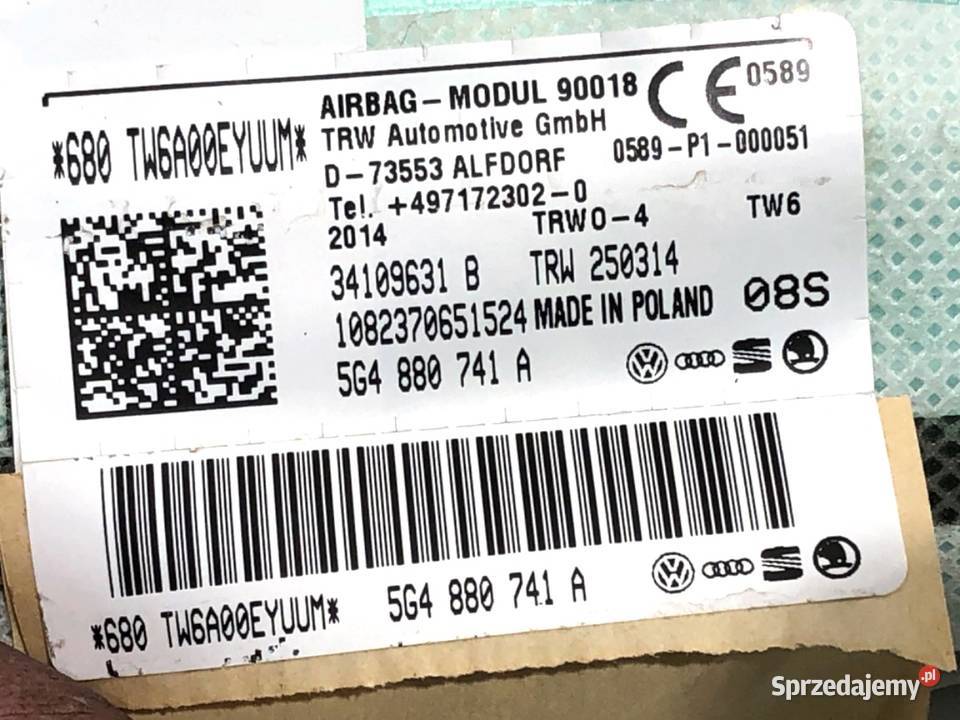 AIRBAG-MODUL 90018 CE 0589
*680 TW6A00EYUUM* TRW Automotive GmbH
D-73553 ALFDORF 0589-P1-000051
Tel. +497172302-0
2014 TRWO-4 TW6
34109631 B TRW 250314
1082370651524 MADE IN POLAND 08S
5G4 880 741 A
*680 TW6A00EYUUM* 5G4 880 741 A
Sprzedajemy.pl